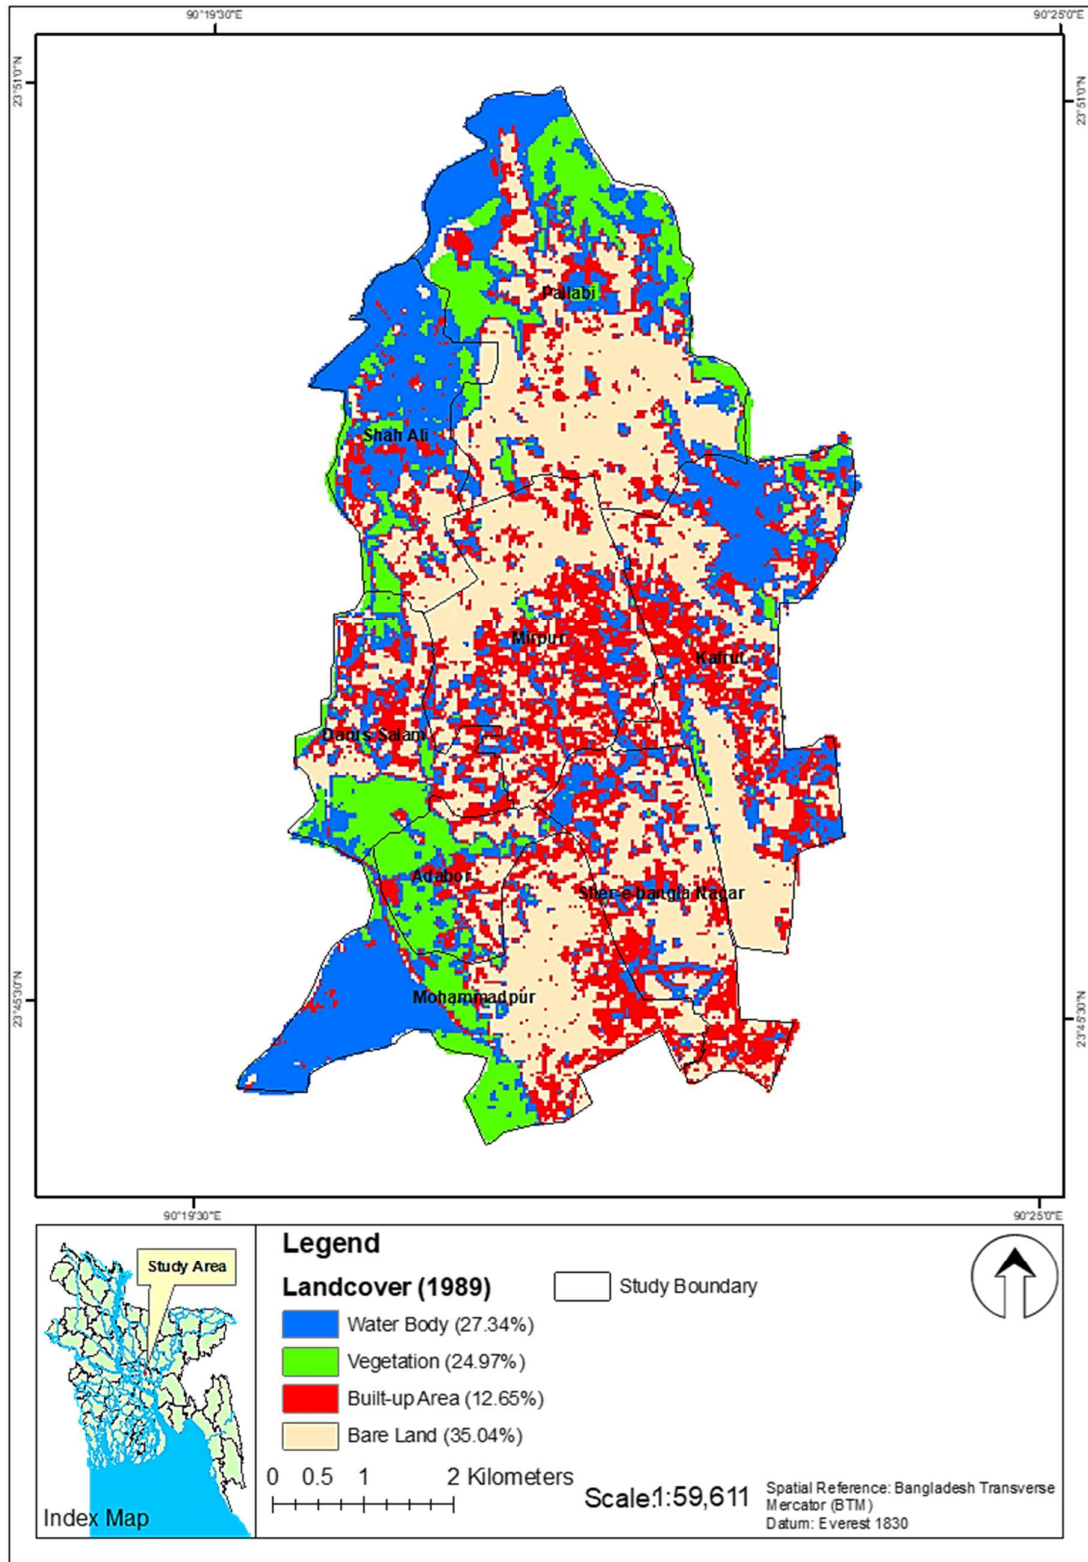 90°19'30"E
90°25'0"E
23°51'0"N
23°51'0"N
Pallabi
Shah Ali
Mirpur
Kafrul
Darus Salam
Adabor
Sher-e-bangla Nagar
Mohammadpur
23°45'30"N
23°45'30"N
90°19'30"E
90°25'0"E
Study Area
Index Map
Legend
Landcover (1989)
Study Boundary
Water Body (27.34%)
Vegetation (24.97%)
Built-up Area (12.65%)
Bare Land (35.04%)
0 0.5 1 2 Kilometers
Scale1:59,611
Spatial Reference: Bangladesh Transverse
Mercator (BTM)
Datum: Everest 1830